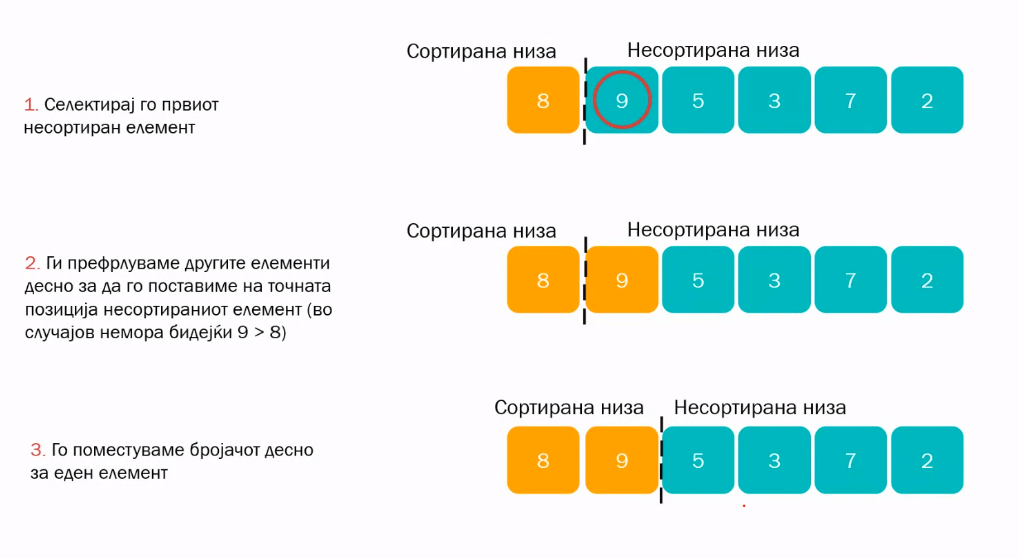 Сортирана низа
Несортирана низа
1. Селектирај го првиот
несортиран елемент
8 9 5 3 7 2
Сортирана низа
Несортирана низа
2. Ги префрлуваме другите елементи
десно за да го поставиме на точната
позиција несортираниот елемент (во
случајов немора бидејќи 9 > 8)
8 9 5 3 7 2
Сортирана низа
Несортирана низа
3. Го поместуваме бројачот десно
за еден елемент
8 9 5 3 7 2